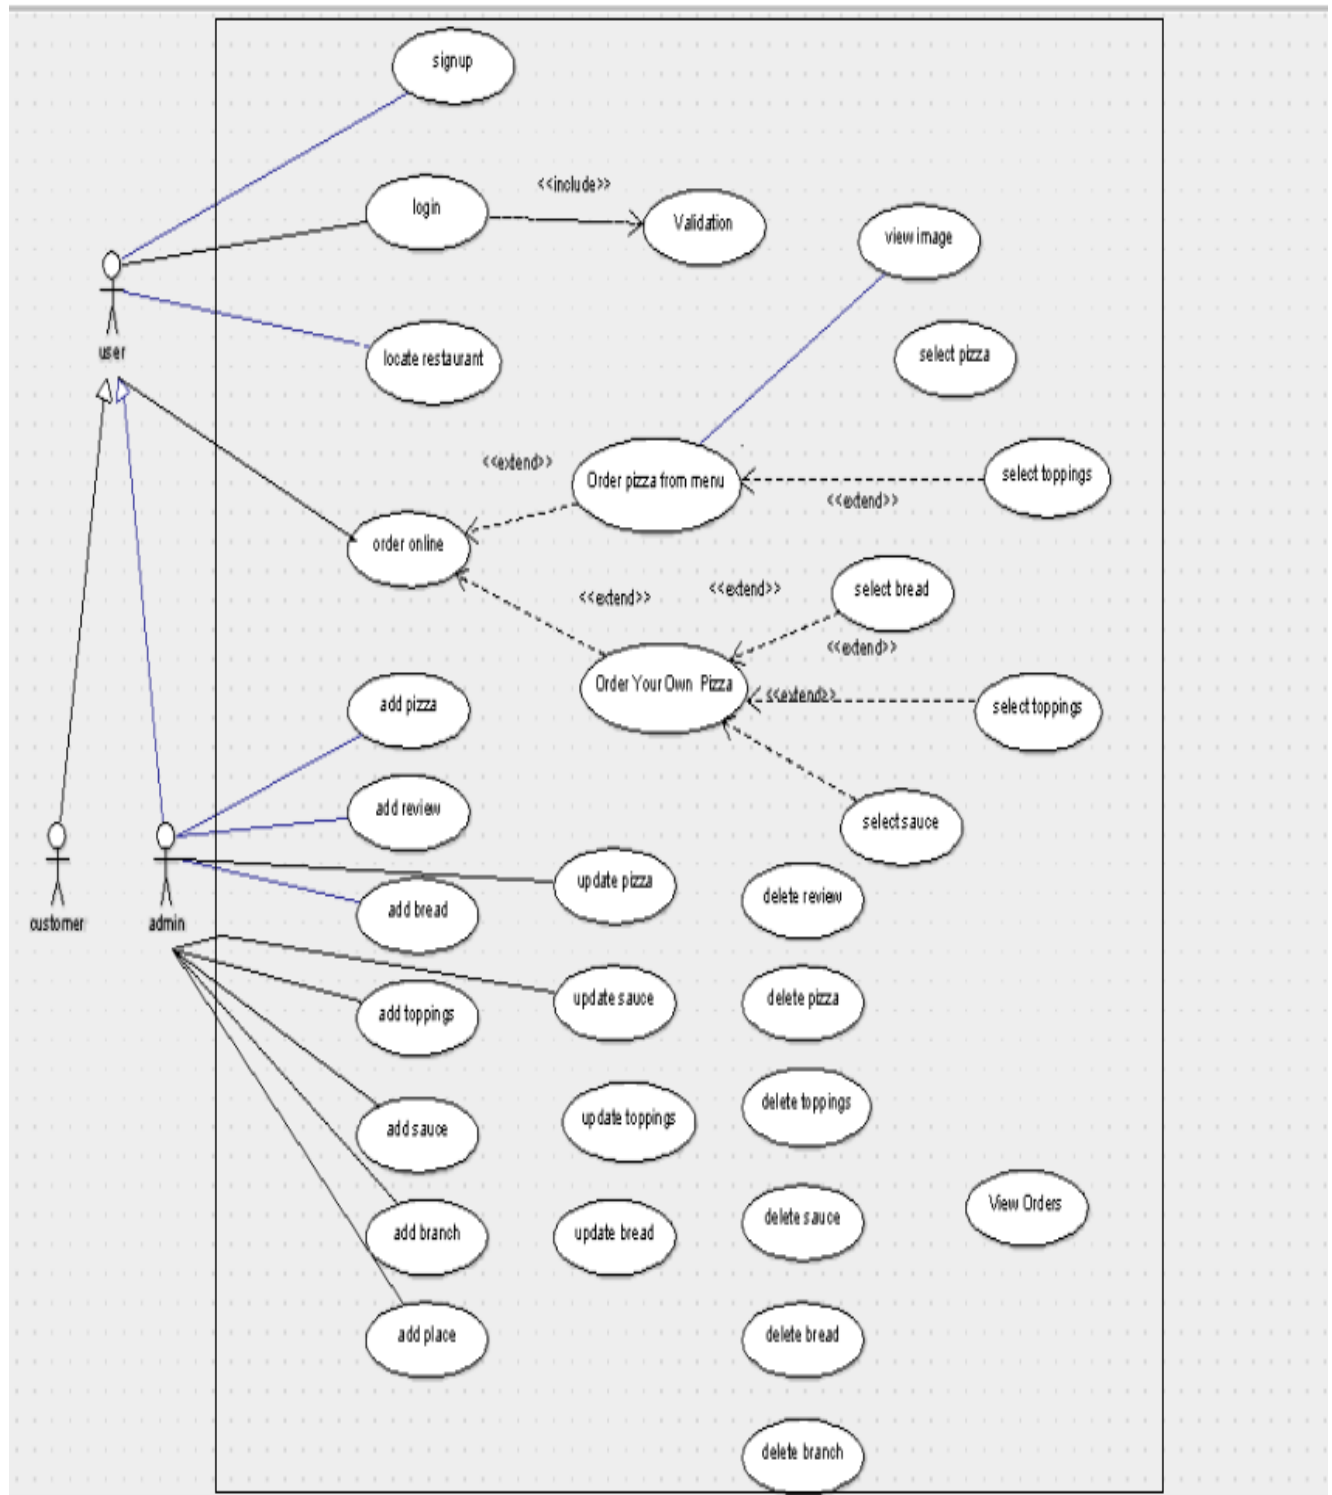 signup
<<include>>
login
Validation
view image
user
locate restaurant
select pizza
<<extend>>
Order pizza from menu
select toppings
<<extend>>
order online
<<extend>>
<<extend>>
select bread
<<extend>>
Order Your Own Pizza
<<extend>>
select toppings
add pizza
add review
select sauce
customer
admin
add bread
update pizza
delete review
add toppings
update sauce
delete pizza
add sauce
update toppings
delete toppings
add branch
update bread
delete sauce
View Orders
add place
delete bread
delete branch